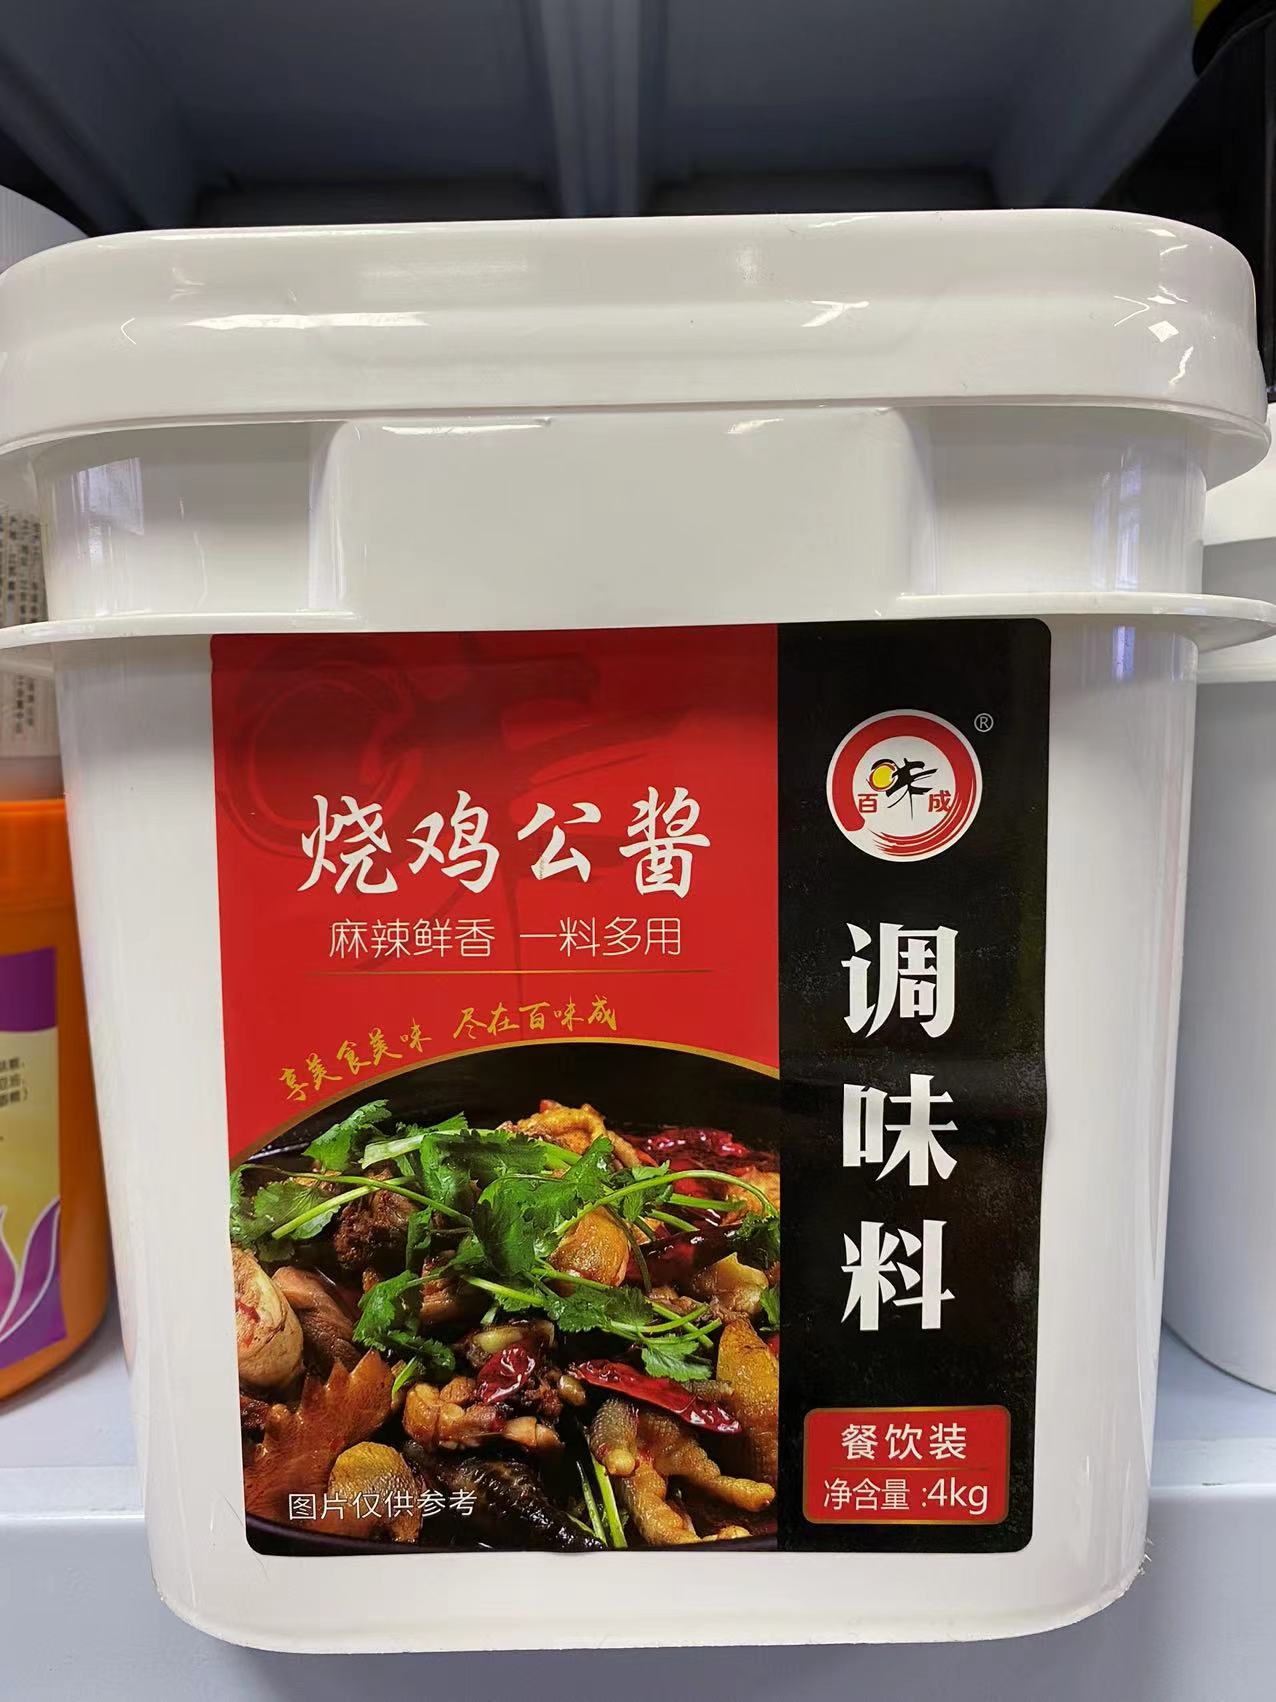 烧鸡公酱
麻辣鲜香 一料多用
享美食美味 尽在百味成
图片仅供参考
®
百味成
调味料
餐饮装
净含量:4kg